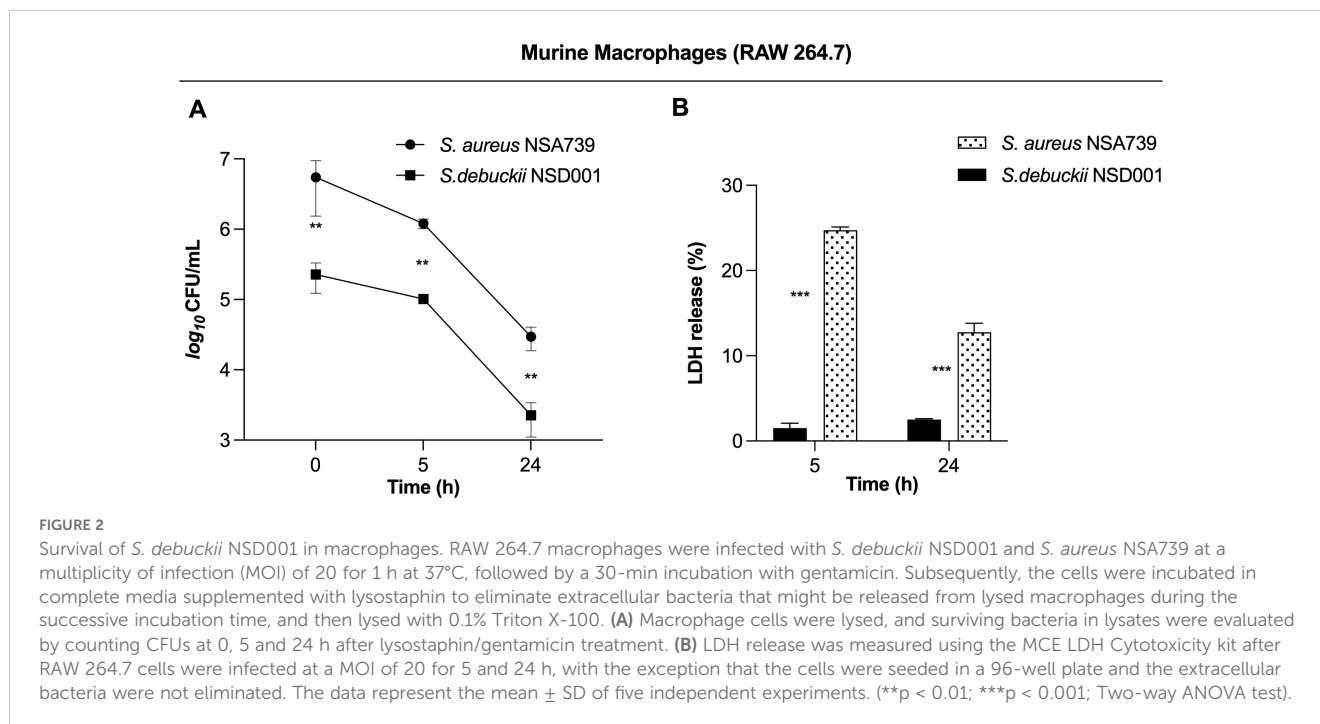 Murine Macrophages (RAW 264.7)
A
S. aureus NSA739
S.debuckii NSD001
7
6
5
4
3
log10 CFU/mL
**
**
**
0
5
24
Time (h)
B
S. aureus NSA739
S.debuckii NSD001
30
20
10
0
LDH release (%)
***
***
5
24
Time (h)
FIGURE 2
Survival of S. debuckii NSD001 in macrophages. RAW 264.7 macrophages were infected with S. debuckii NSD001 and S. aureus NSA739 at a
multiplicity of infection (MOI) of 20 for 1 h at 37°C, followed by a 30-min incubation with gentamicin. Subsequently, the cells were incubated in
complete media supplemented with lysostaphin to eliminate extracellular bacteria that might be released from lysed macrophages during the
successive incubation time, and then lysed with 0.1% Triton X-100. (A) Macrophage cells were lysed, and surviving bacteria in lysates were evaluated
by counting CFUs at 0, 5 and 24 h after lysostaphin/gentamicin treatment. (B) LDH release was measured using the MCE LDH Cytotoxicity kit after
RAW 264.7 cells were infected at a MOI of 20 for 5 and 24 h, with the exception that the cells were seeded in a 96-well plate and the extracellular
bacteria were not eliminated. The data represent the mean ± SD of five independent experiments. (**p < 0.01; ***p < 0.001; Two-way ANOVA test).